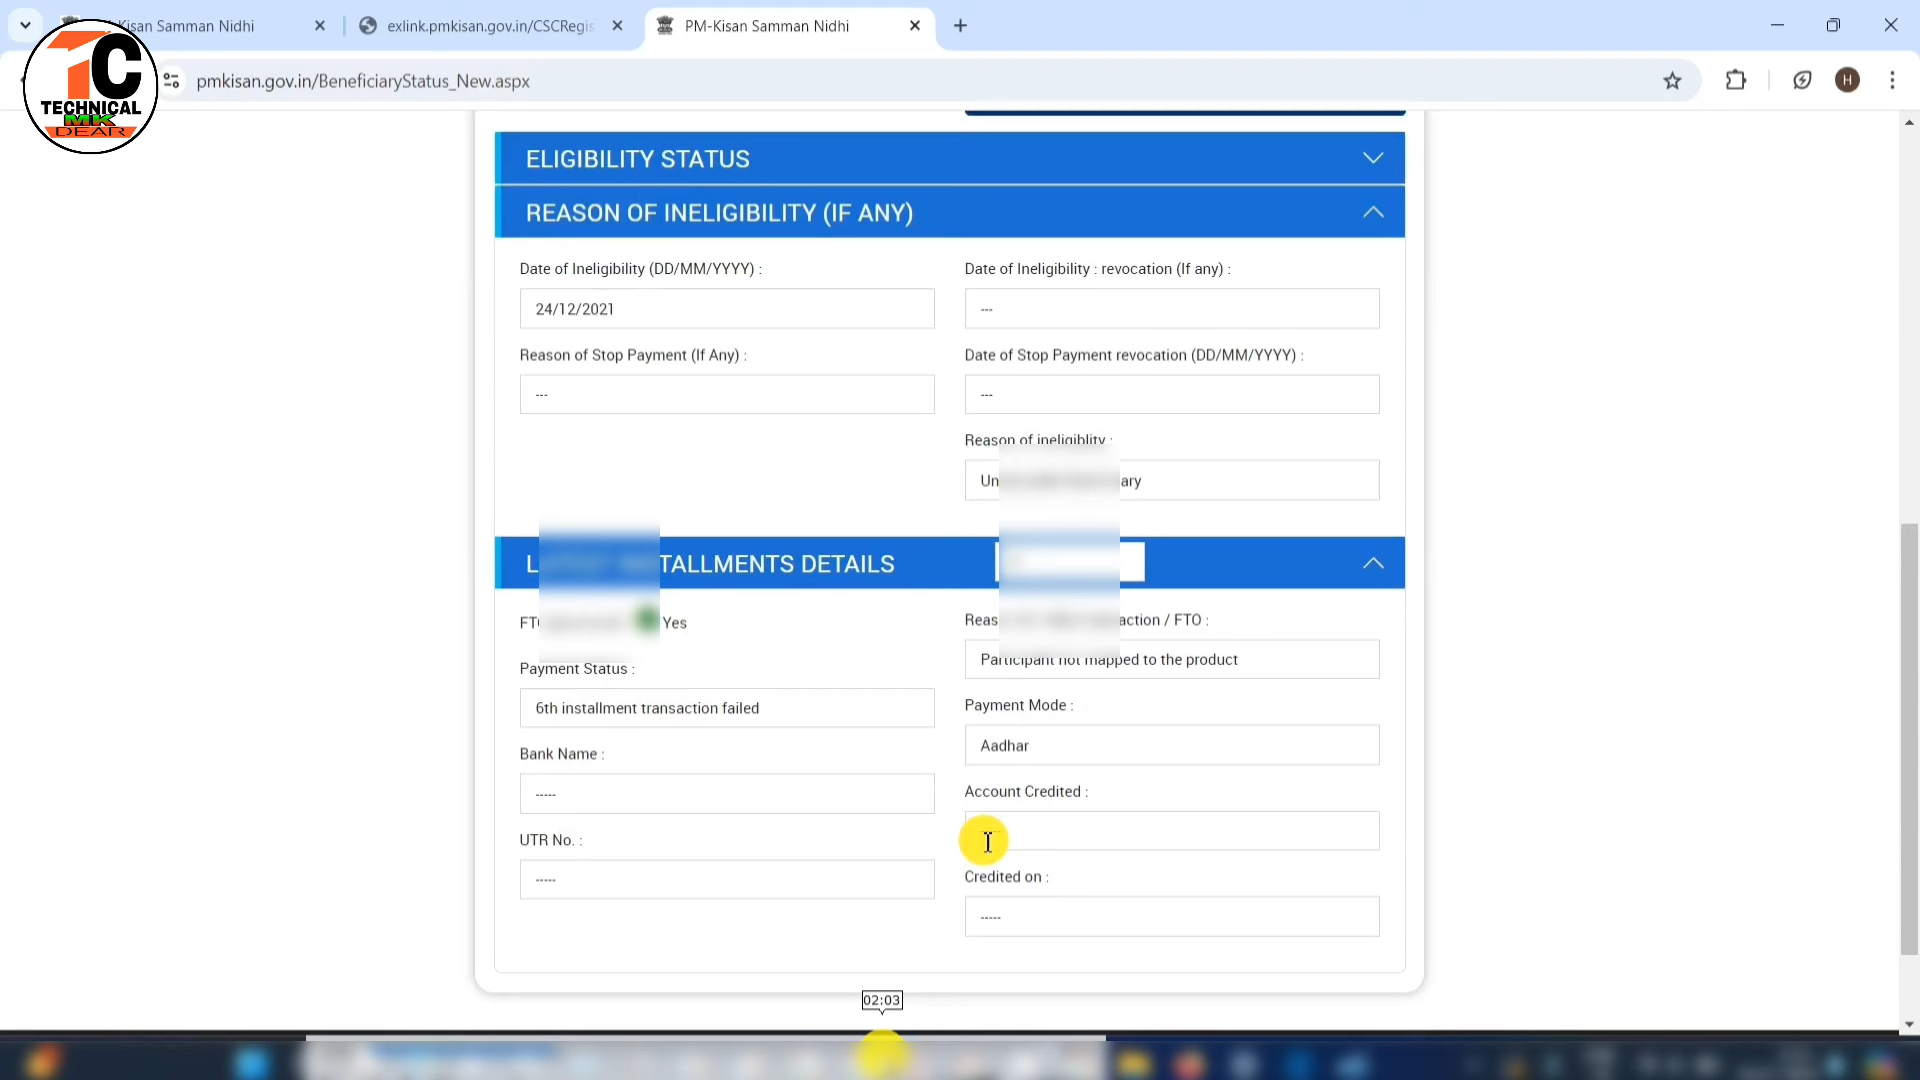 Kisan Samman Nidhi
exlink.pmkisan.gov.in/CSCRegis
PM-Kisan Samman Nidhi
TC
TECHNICAL
MK
DEAR
pmkisan.gov.in/BeneficiaryStatus_New.aspx
H
ELIGIBILITY STATUS
REASON OF INELIGIBILITY (IF ANY)
Date of Ineligibility (DD/MM/YYYY) :
Date of Ineligibility : revocation (If any) :
24/12/2021
---
Reason of Stop Payment (If Any) :
Date of Stop Payment revocation (DD/MM/YYYY) :
---
---
Reason of ineligiblity :
DETAILS
Yes
/ FTO :
Payment Status :
Participant not mapped to the product
6th installment transaction failed
Payment Mode :
Aadhar
Bank Name :
-----
Account Credited :
UTR No. :
-----
Credited on :
-----
02:03